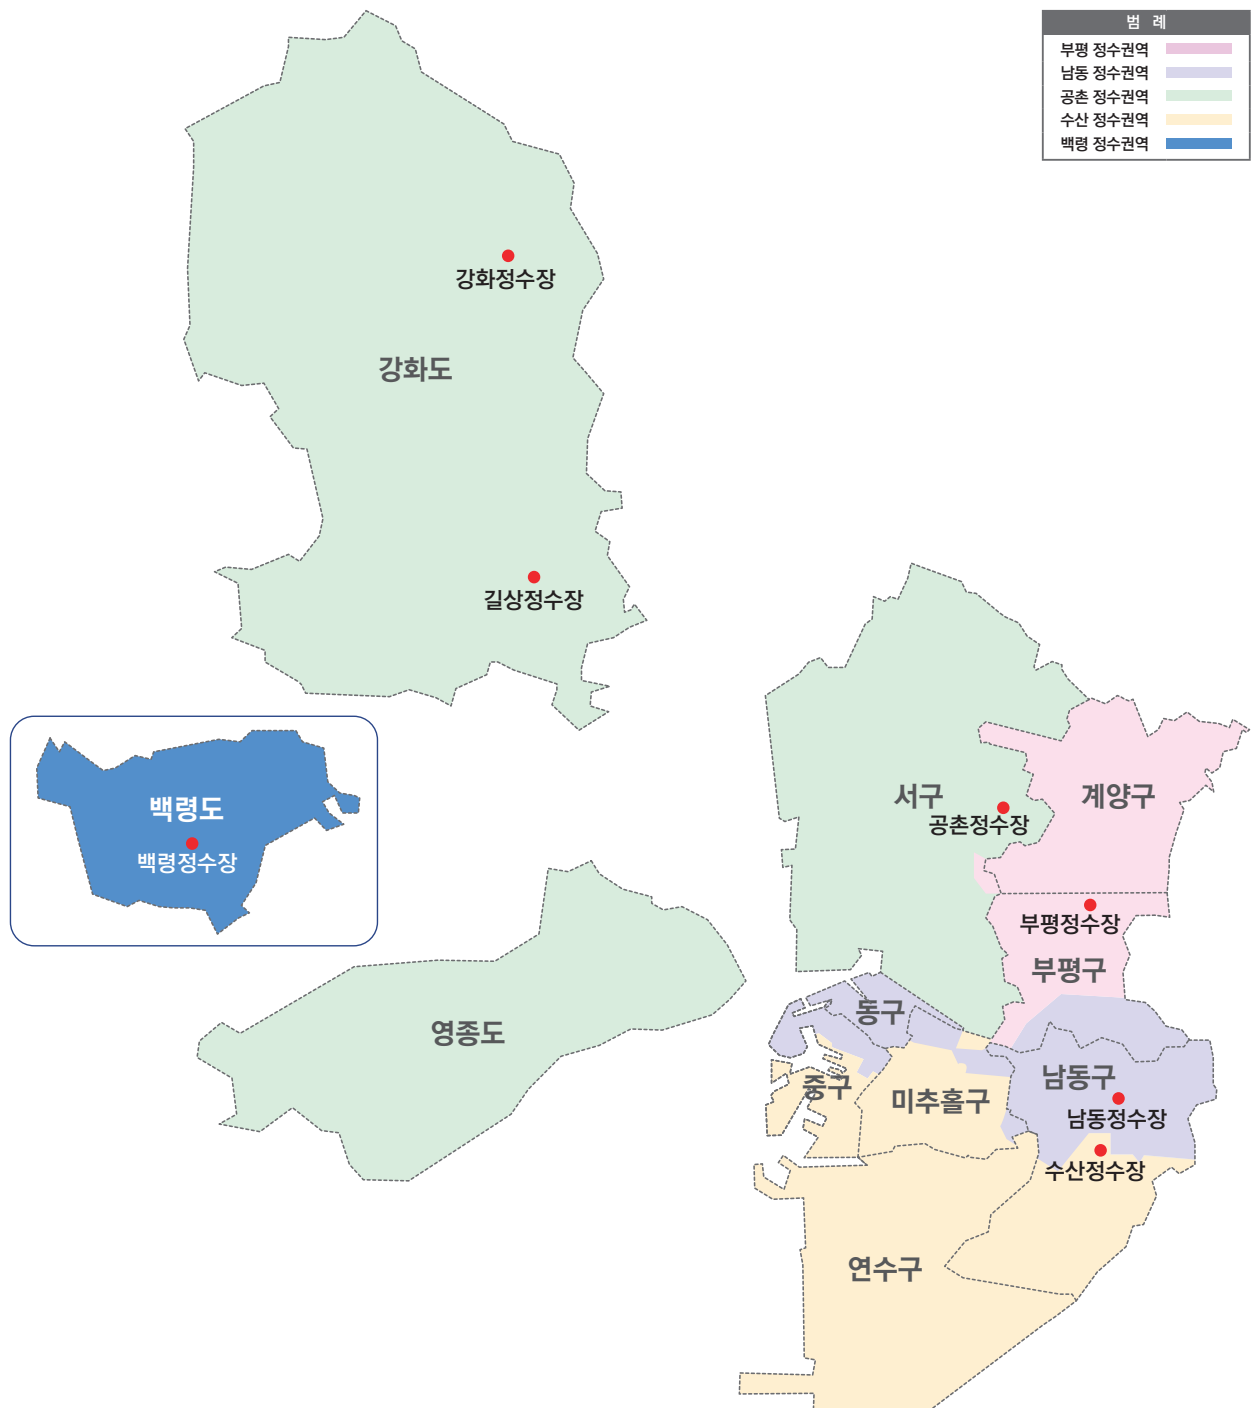 범 례
부평 정수권역
남동 정수권역
공촌 정수권역
수산 정수권역
백령 정수권역
강화정수장
강화도
길상정수장
백령도
백령정수장
영종도
서구
공촌정수장
계양구
부평정수장
부평구
동구
중구
미추홀구
남동구
남동정수장
수산정수장
연수구